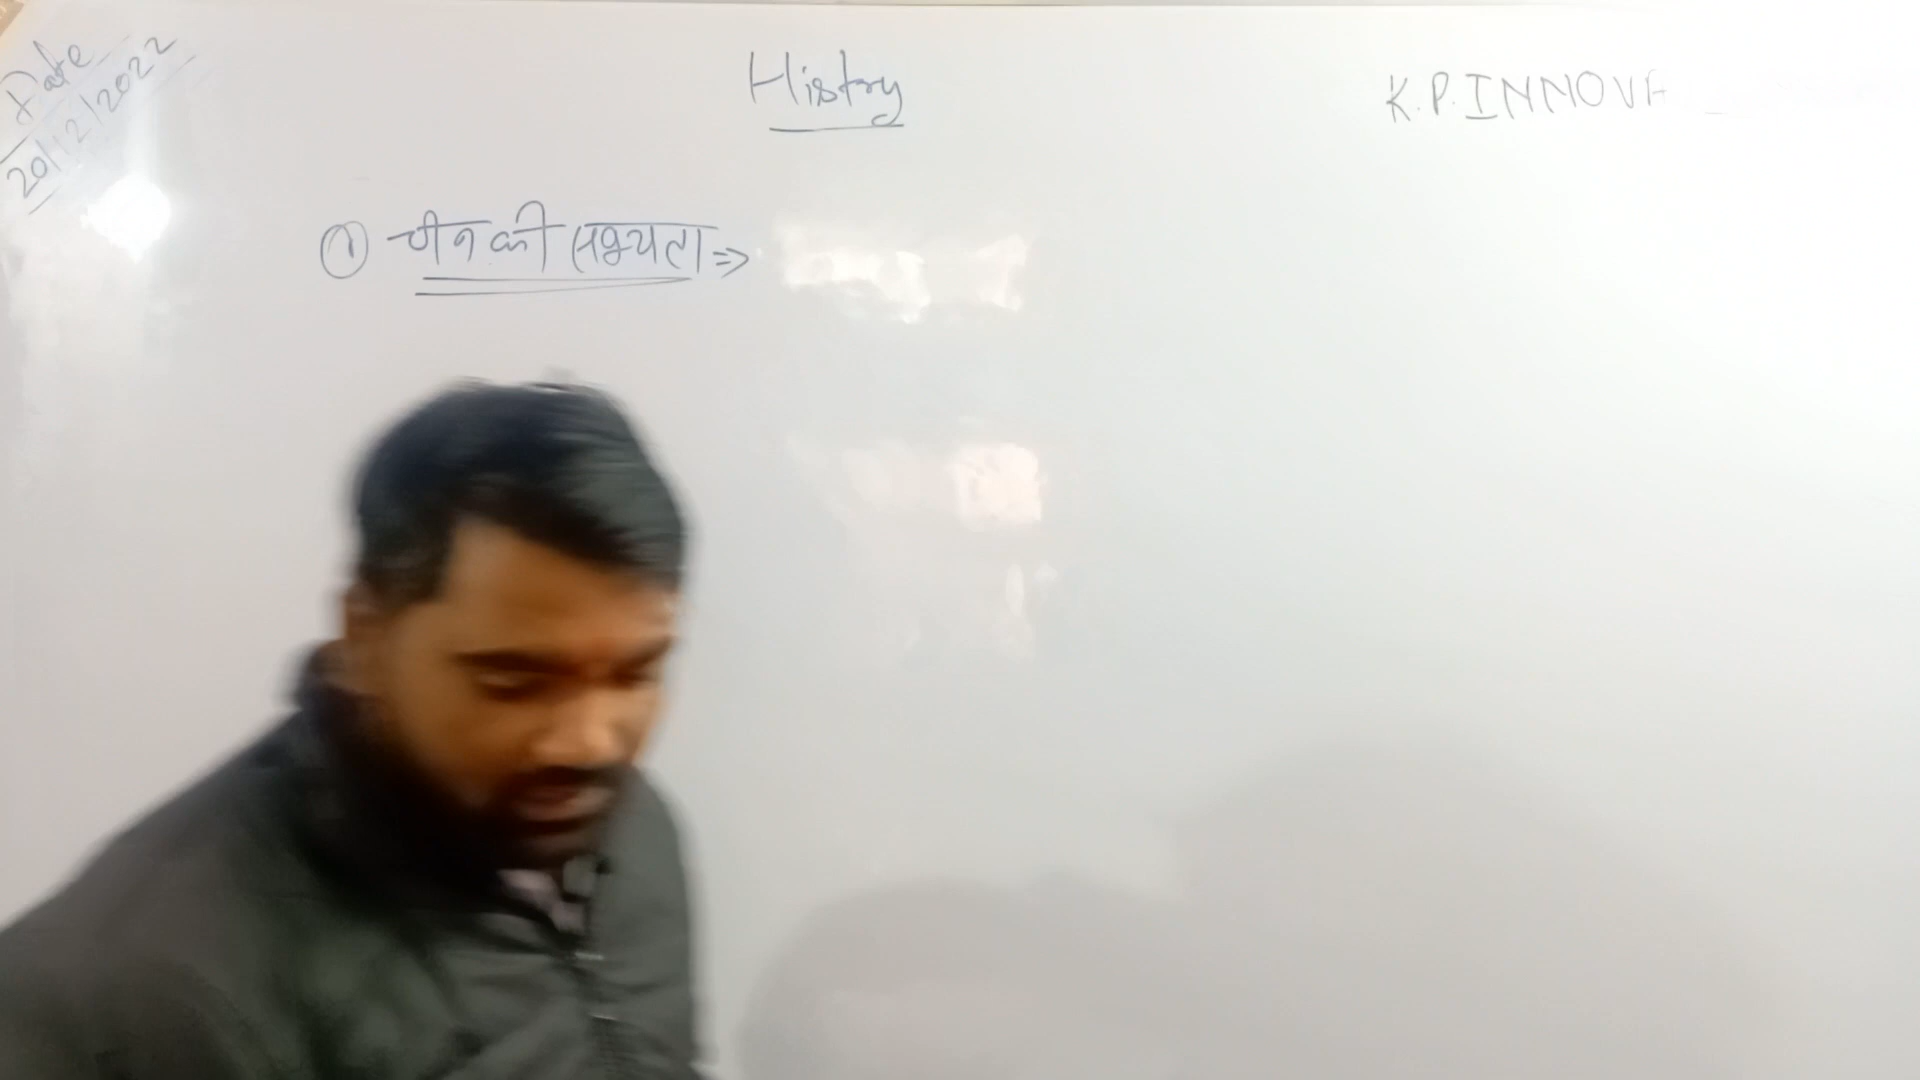 Date
20/12/2022
History
K.P.INNOVA
① चीन की सभ्यता ⇒